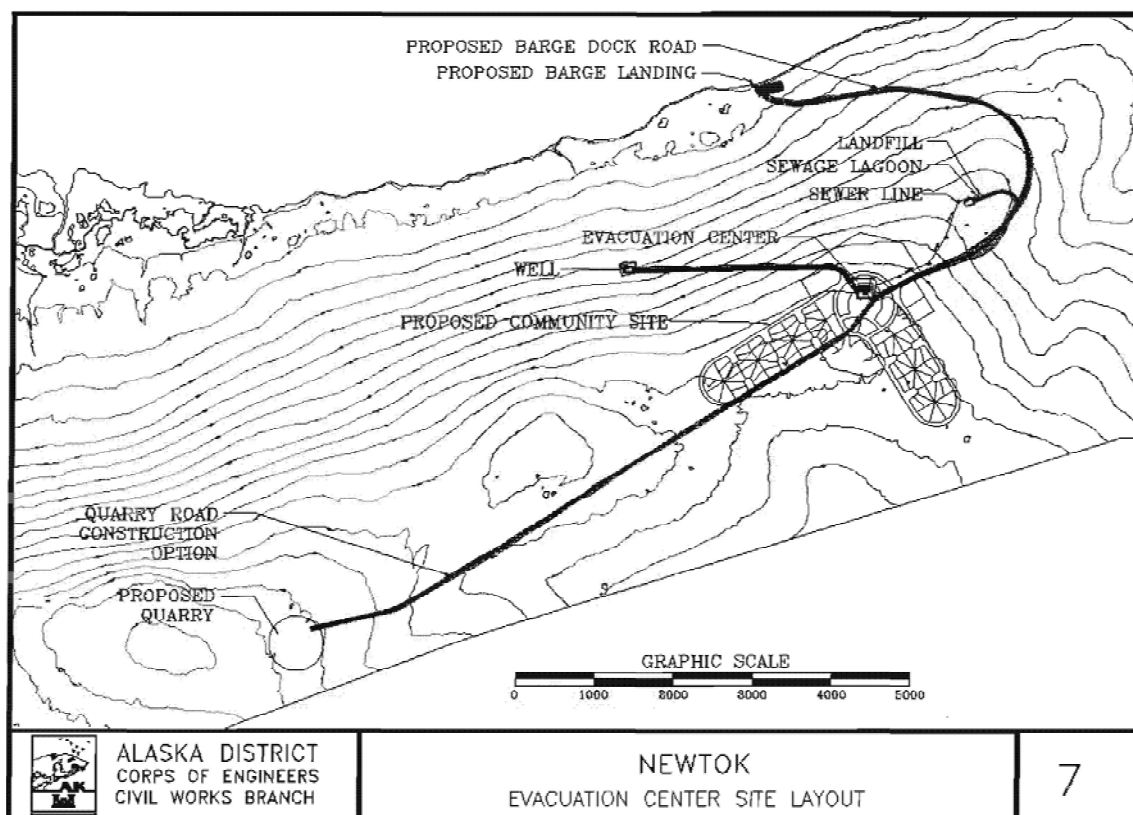 PROPOSED BARGE DOCK ROAD
PROPOSED BARGE LANDING
LANDFILL
SEWAGE LAGOON
SEWER LINE
EVACUATION CENTER
WELL
PROPOSED COMMUNITY SITE
QUARRY ROAD
CONSTRUCTION
OPTION
PROPOSED
QUARRY
GRAPHIC SCALE
0 1000 2000 3000 4000 5000
AK
ALASKA DISTRICT
CORPS OF ENGINEERS
CIVIL WORKS BRANCH
NEWTOK
EVACUATION CENTER SITE LAYOUT
7